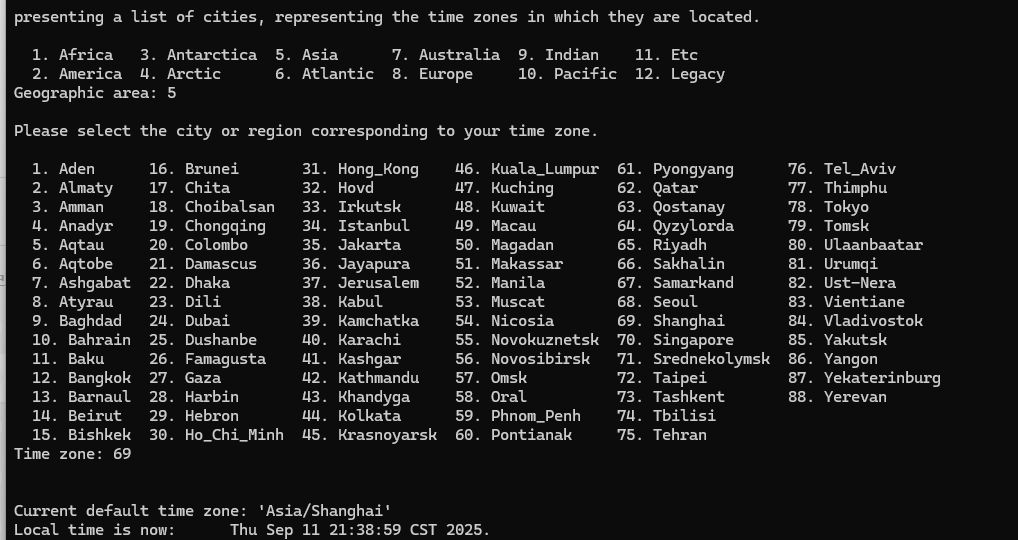 presenting a list of cities, representing the time zones in which they are located.
1. Africa 3. Antarctica 5. Asia 7. Australia 9. Indian 11. Etc
2. America 4. Arctic 6. Atlantic 8. Europe 10. Pacific 12. Legacy
Geographic area: 5
Please select the city or region corresponding to your time zone.
1. Aden 16. Brunei 31. Hong_Kong 46. Kuala_Lumpur 61. Pyongyang 76. Tel_Aviv
2. Almaty 17. Chita 32. Hovd 47. Kuching 62. Qatar 77. Thimphu
3. Amman 18. Choibalsan 33. Irkutsk 48. Kuwait 63. Qostanay 78. Tokyo
4. Anadyr 19. Chongqing 34. Istanbul 49. Macau 64. Qyzylorda 79. Tomsk
5. Aqtau 20. Colombo 35. Jakarta 50. Magadan 65. Riyadh 80. Ulaanbaatar
6. Aqtobe 21. Damascus 36. Jayapura 51. Makassar 66. Sakhalin 81. Urumqi
7. Ashgabat 22. Dhaka 37. Jerusalem 52. Manila 67. Samarkand 82. Ust-Nera
8. Atyrau 23. Dili 38. Kabul 53. Muscat 68. Seoul 83. Vientiane
9. Baghdad 24. Dubai 39. Kamchatka 54. Nicosia 69. Shanghai 84. Vladivostok
10. Bahrain 25. Dushanbe 40. Karachi 55. Novokuznetsk 70. Singapore 85. Yakutsk
11. Baku 26. Famagusta 41. Kashgar 56. Novosibirsk 71. Srednekolymsk 86. Yangon
12. Bangkok 27. Gaza 42. Kathmandu 57. Omsk 72. Taipei 87. Yekaterinburg
13. Barnaul 28. Harbin 43. Khandyga 58. Oral 73. Tashkent 88. Yerevan
14. Beirut 29. Hebron 44. Kolkata 59. Phnom_Penh 74. Tbilisi
15. Bishkek 30. Ho_Chi_Minh 45. Krasnoyarsk 60. Pontianak 75. Tehran
Time zone: 69
Current default time zone: 'Asia/Shanghai'
Local time is now: Thu Sep 11 21:38:59 CST 2025.